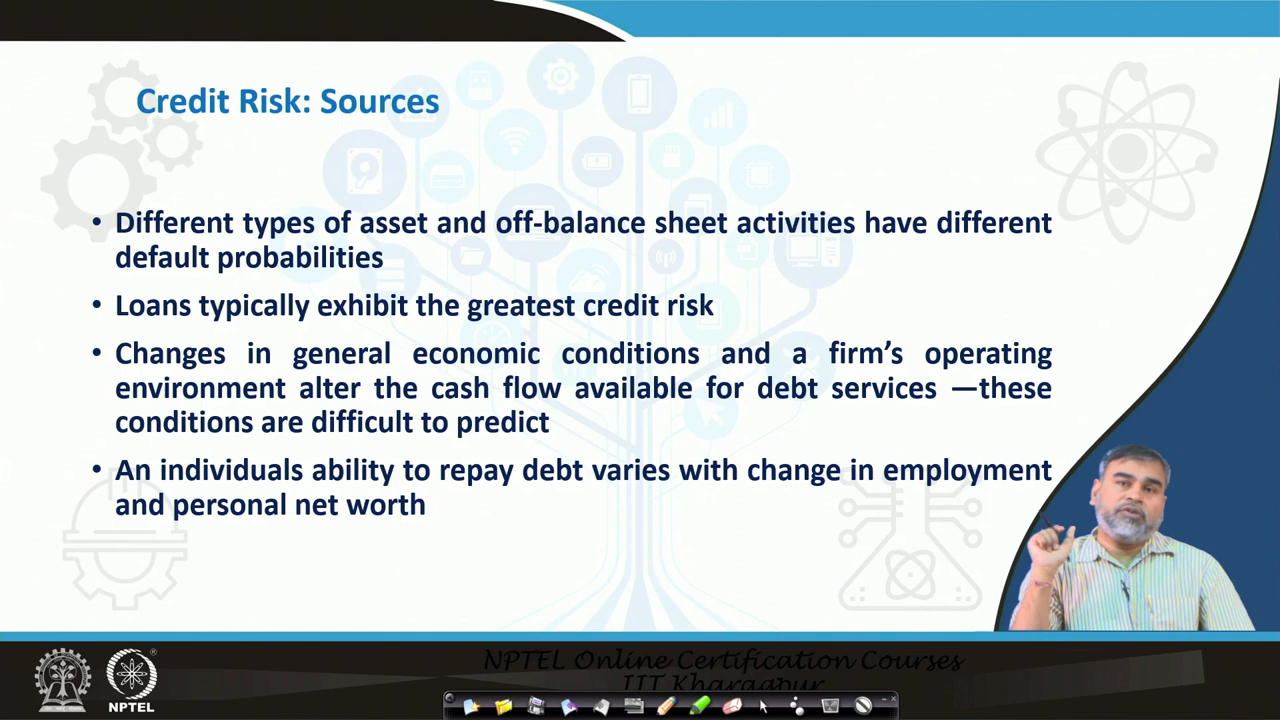 Credit Risk: Sources
• Different types of asset and off-balance sheet activities have different
default probabilities
• Loans typically exhibit the greatest credit risk
• Changes in general economic conditions and a firm’s operating
environment alter the cash flow available for debt services —these
conditions are difficult to predict
• An individuals ability to repay debt varies with change in employment
and personal net worth
NPTEL Online Certification Courses
IIT Kharagpur
NPTEL